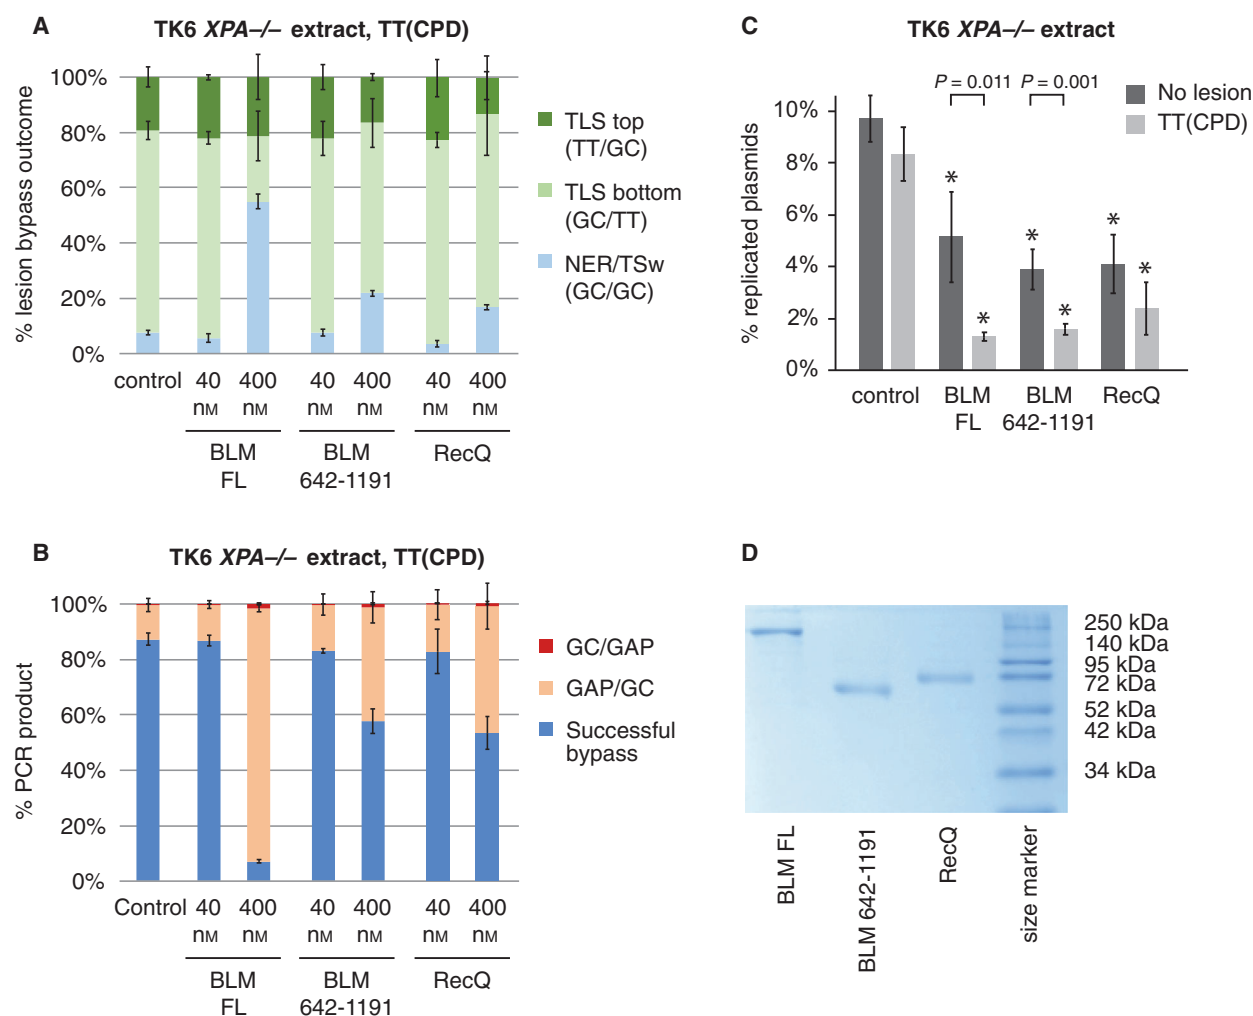 A
TK6 XPA–/– extract, TT(CPD)
% lesion bypass outcome
100%
80%
60%
40%
20%
0%
control
40 nM
400 nM
40 nM
400 nM
40 nM
400 nM
BLM
FL
BLM
642-1191
RecQ
TLS top
(TT/GC)
TLS bottom
(GC/TT)
NER/TSw
(GC/GC)
B
TK6 XPA–/– extract, TT(CPD)
% PCR product
100%
80%
60%
40%
20%
0%
Control
40 nM
400 nM
40 nM
400 nM
40 nM
400 nM
BLM
FL
BLM
642-1191
RecQ
GC/GAP
GAP/GC
Successful
bypass
C
TK6 XPA–/– extract
% replicated plasmids
10%
8%
6%
4%
2%
0%
P = 0.011
P = 0.001
No lesion
TT(CPD)
*
*
*
*
*
*
control
BLM
FL
BLM
642-1191
RecQ
D
250 kDa
140 kDa
95 kDa
72 kDa
52 kDa
42 kDa
34 kDa
BLM FL
BLM 642-1191
RecQ
size marker